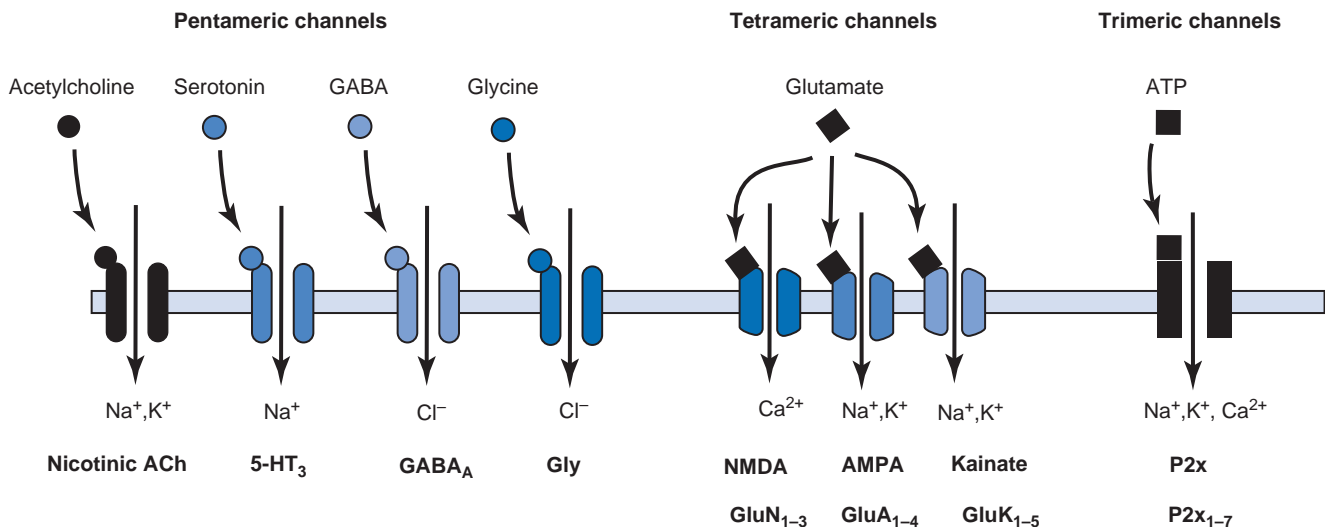 Pentameric channels Tetrameric channels Trimeric channels
Acetylcholine Serotonin GABA Glycine Glutamate ATP
Na⁺,K⁺ Na⁺ Cl⁻ Cl⁻ Ca²⁺ Na⁺,K⁺ Na⁺,K⁺ Na⁺,K⁺, Ca²⁺
Nicotinic ACh 5-HT₃ GABA_A Gly NMDA AMPA Kainate P2x
GluN₁₋₃ GluA₁₋₄ GluK₁₋₅ P2x₁₋₇